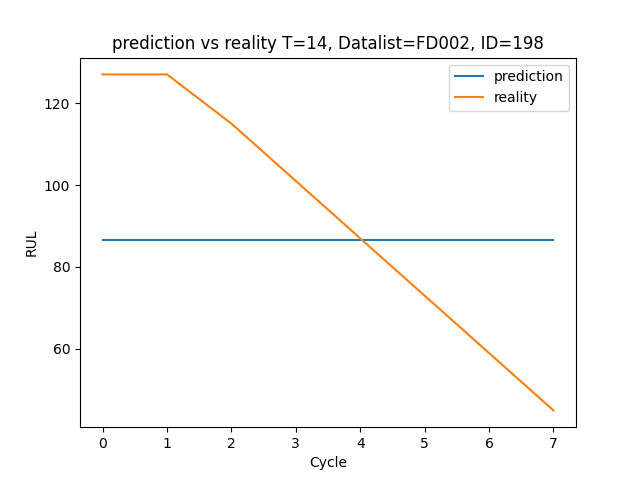 prediction vs reality T=14, Datalist=FD002, ID=198
prediction
reality
120
100
80
60
RUL
0 1 2 3 4 5 6 7
Cycle